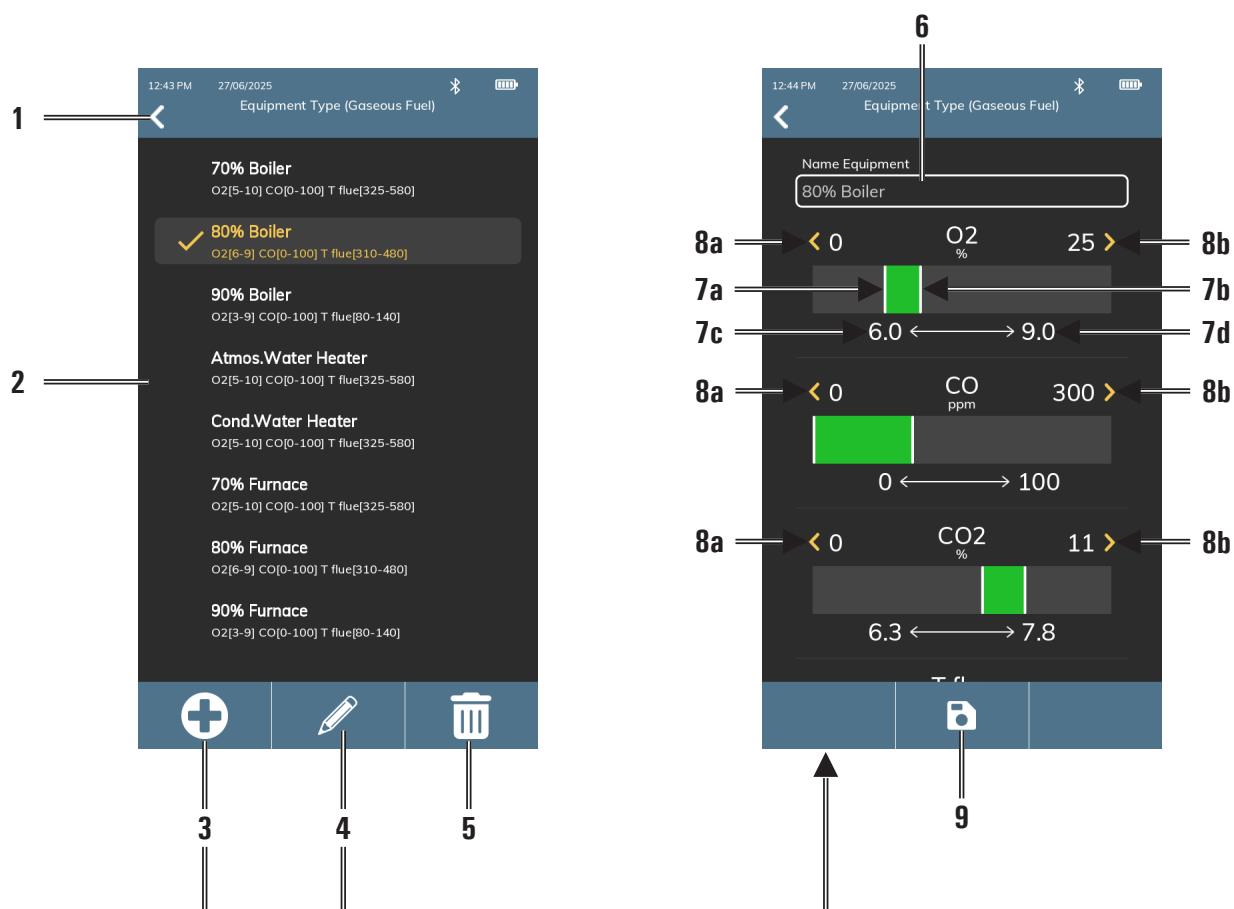 6
12:43 PM 27/06/2025
Equipment Type (Gaseous Fuel)
1
70% Boiler
O2[5-10] CO[0-100] T flue[325-580]
80% Boiler
O2[6-9] CO[0-100] T flue[310-480]
90% Boiler
O2[3-9] CO[0-100] T flue[80-140]
Atmos.Water Heater
O2[5-10] CO[0-100] T flue[325-580]
2
Cond.Water Heater
O2[5-10] CO[0-100] T flue[325-580]
70% Furnace
O2[5-10] CO[0-100] T flue[325-580]
80% Furnace
O2[6-9] CO[0-100] T flue[310-480]
90% Furnace
O2[3-9] CO[0-100] T flue[80-140]
3 4 5
12:44 PM 27/06/2025
Equipment Type (Gaseous Fuel)
Name Equipment
80% Boiler
8a 0 O2 25 8b
%
7a 7b
7c 6.0 9.0 7d
8a 0 CO 300 8b
ppm
0 100
8a 0 CO2 11 8b
%
6.3 7.8
9